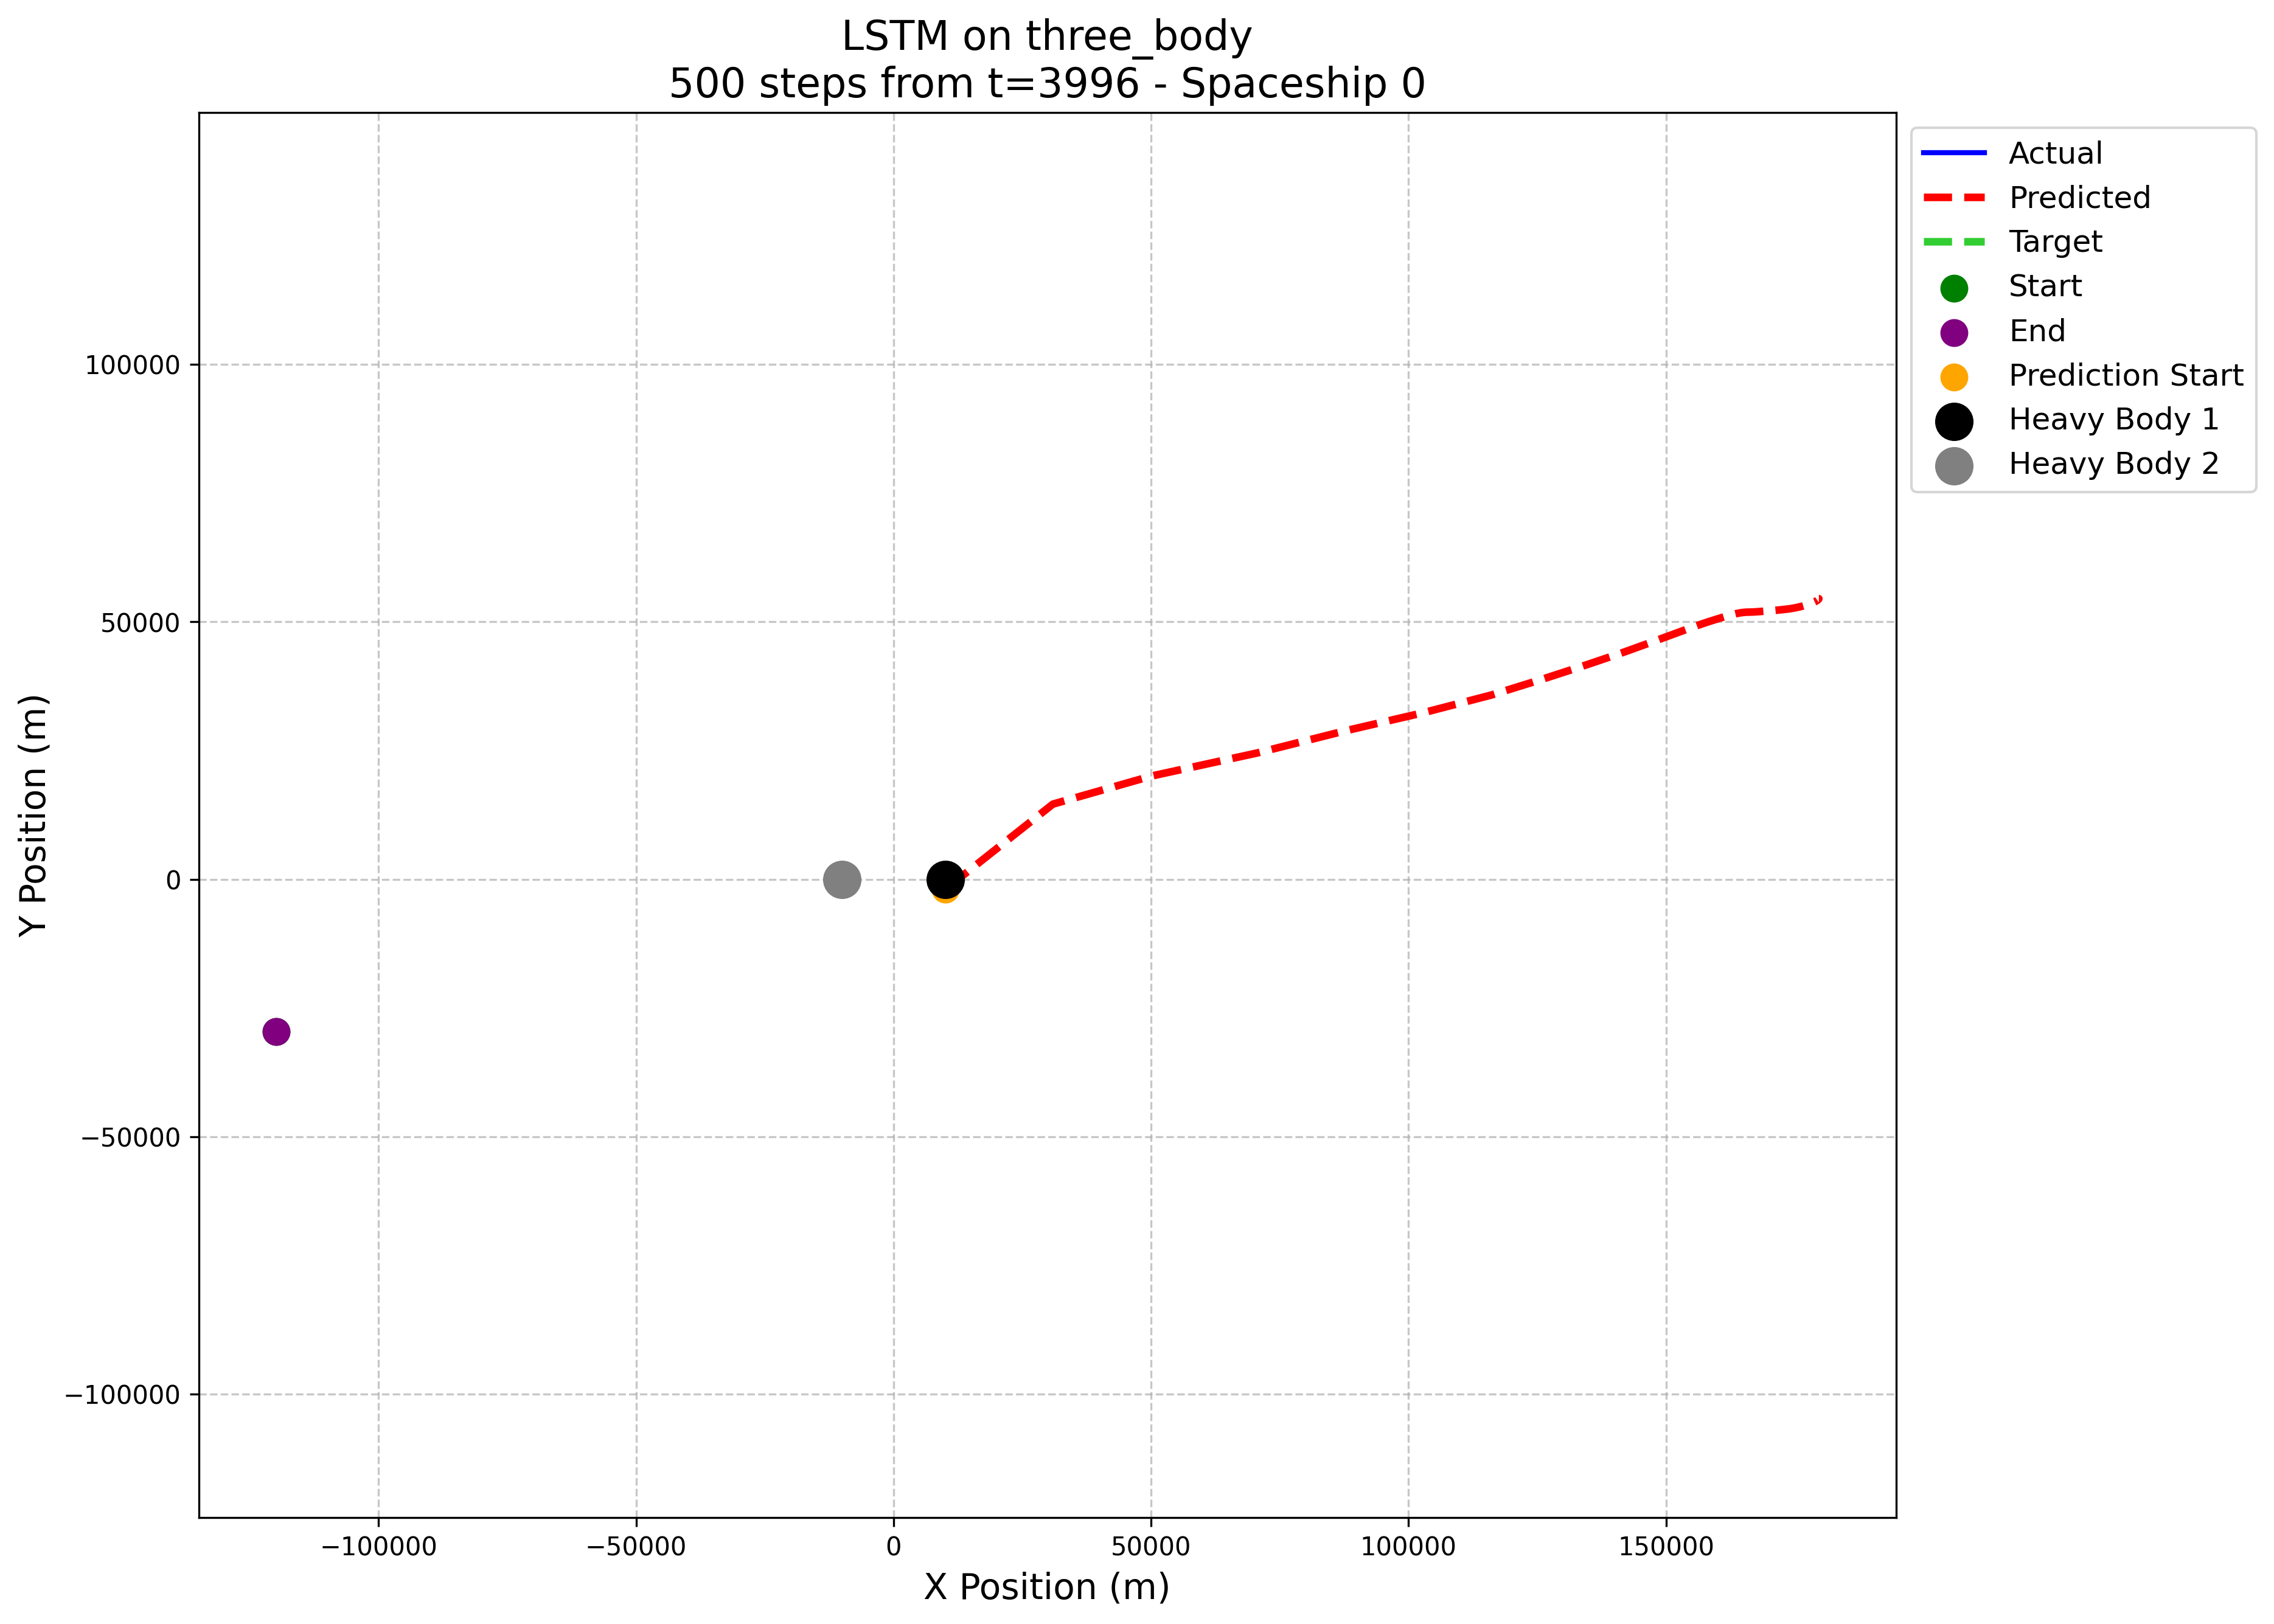 LSTM on three_body
500 steps from t=3996 - Spaceship 0
Actual
Predicted
Target
Start
End
Prediction Start
Heavy Body 1
Heavy Body 2
Y Position (m)
100000
50000
0
−50000
−100000
−100000
−50000
0
50000
100000
150000
X Position (m)